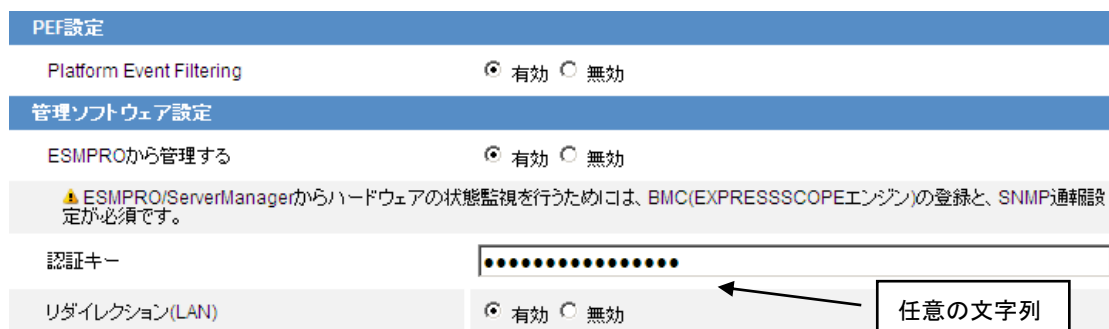 PEF設定
Platform Event Filtering 有効 無効
管理ソフトウェア設定
ESMPROから管理する 有効 無効
ESMPRO/ServerManagerからハードウェアの状態監視を行うためには、BMC(EXPRESSSCOPEエンジン)の登録と、SNMP通報設
定が必須です。
認証キー ••••••••••••••••
リダイレクション(LAN) 有効 無効
任意の文字列